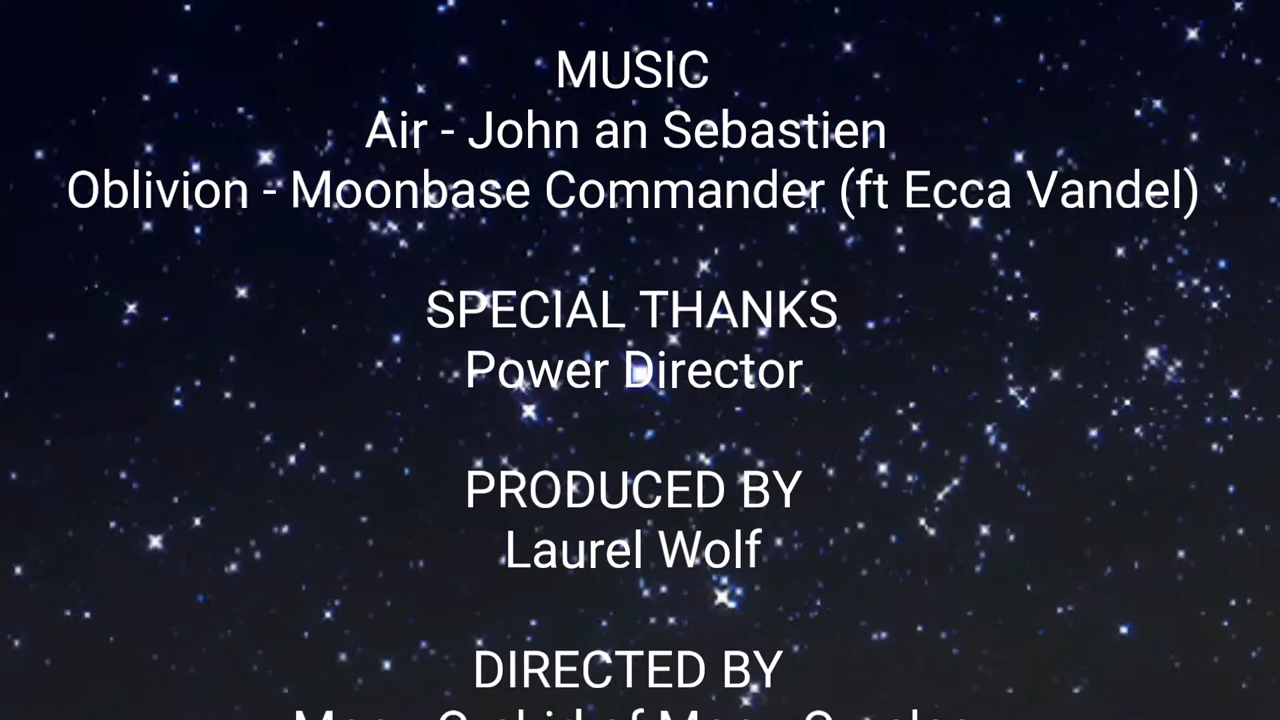 MUSIC
Air - John an Sebastien
Oblivion - Moonbase Commander (ft Ecca Vandel)
SPECIAL THANKS
Power Director
PRODUCED BY
Laurel Wolf
DIRECTED BY
of